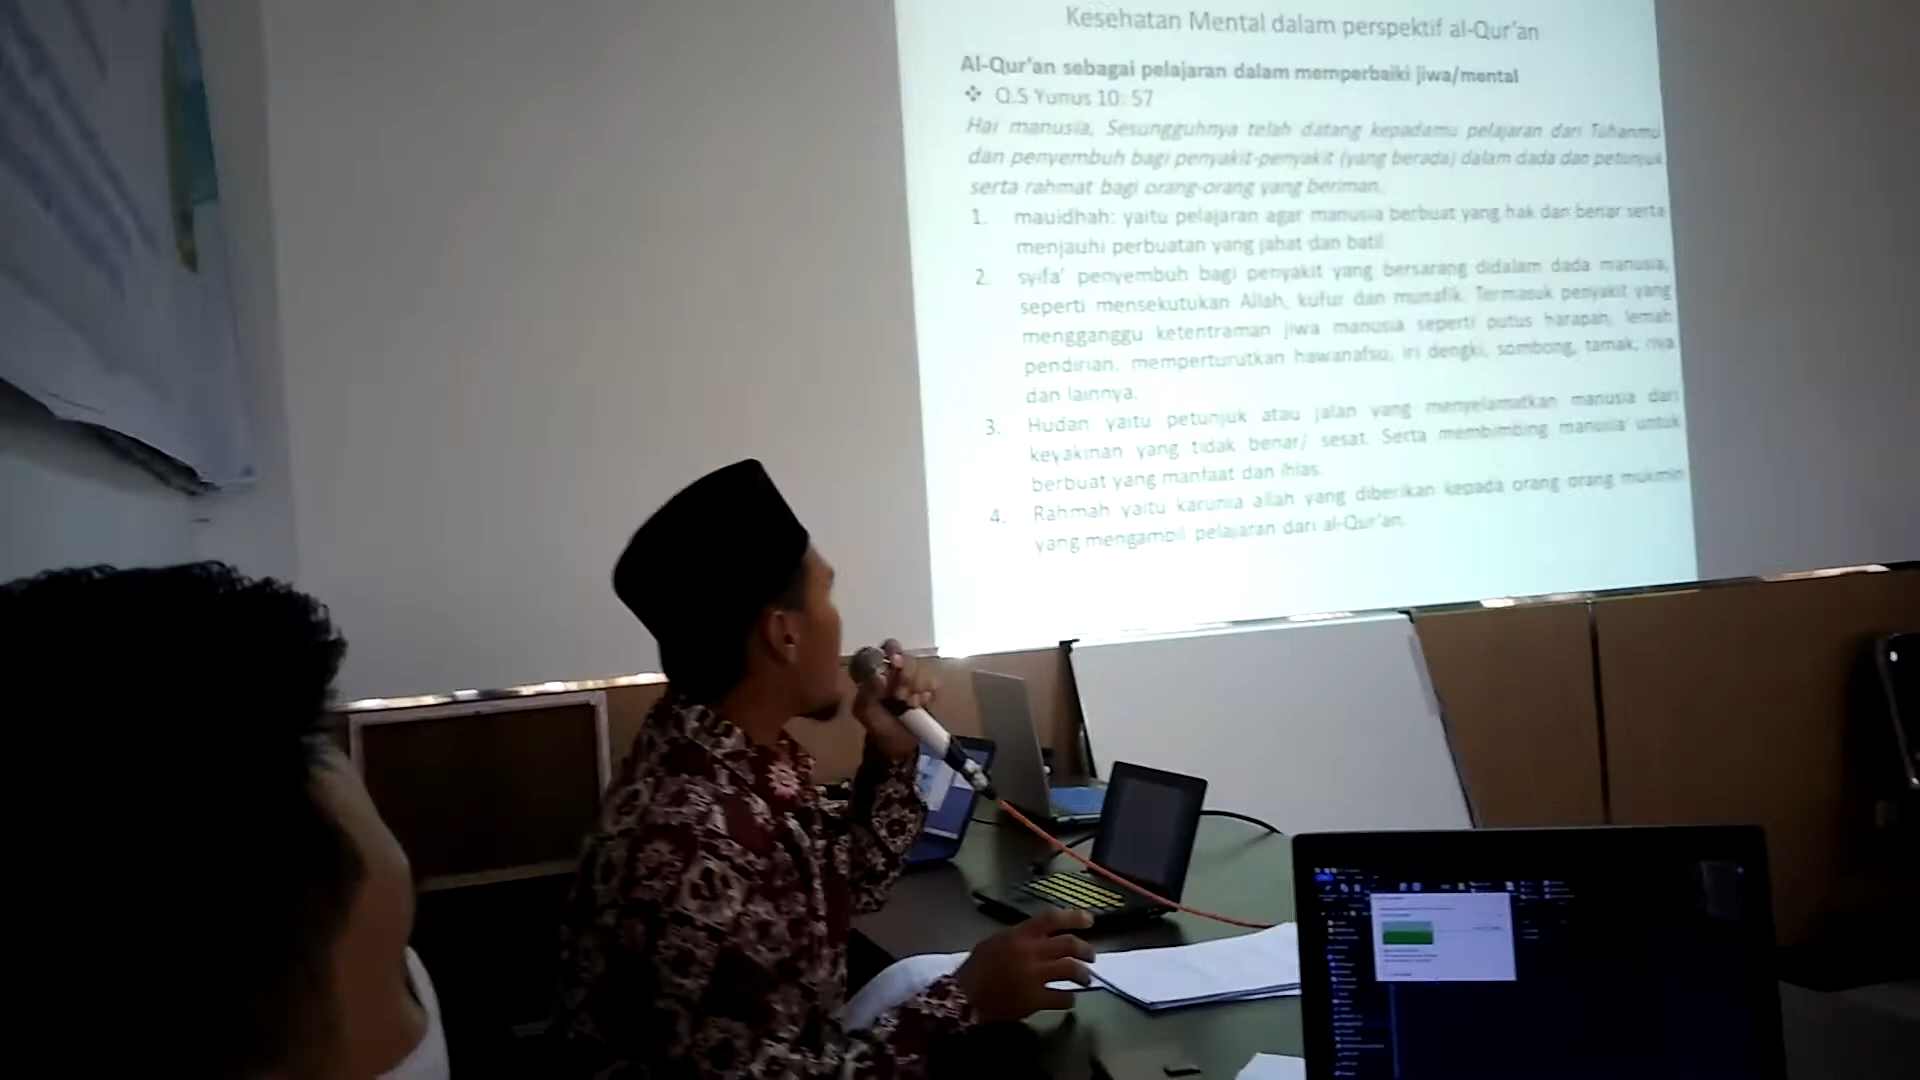 Kesehatan Mental dalam perspektif al-Qur'an
Al-Qur'an sebagai pelajaran dalam memperbaiki jiwa/mental
❖ Q.S Yunus 10: 57
Hai manusia, Sesungguhnya telah datang kepadamu pelajaran dari Tuhanmu
dan penyembuh bagi penyakit-penyakit (yang berada) dalam dada dan petunjuk
serta rahmat bagi orang-orang yang beriman.
1. mauidhah: yaitu pelajaran agar manusia berbuat yang hak dan benar serta
menjauhi perbuatan yang jahat dan batil
2. syifa' penyembuh bagi penyakit yang bersarang didalam dada manusia,
seperti mensekutukan Allah, kufur dan munafik. Termasuk penyakit yang
mengganggu ketentraman jiwa manusia seperti putus harapan, lemah
pendirian, memperturutkan hawanafsu, iri dengki, sombong, tamak, riya
dan lainnya.
3. Hudan yaitu petunjuk atau jalan yang menyelamatkan manusia dari
keyakinan yang tidak benar/ sesat. Serta membimbing manusia untuk
berbuat yang manfaat dan ihlas.
4. Rahmah yaitu karunia allah yang diberikan kepada orang orang mukmin
yang mengambil pelajaran dari al-Qur'an.